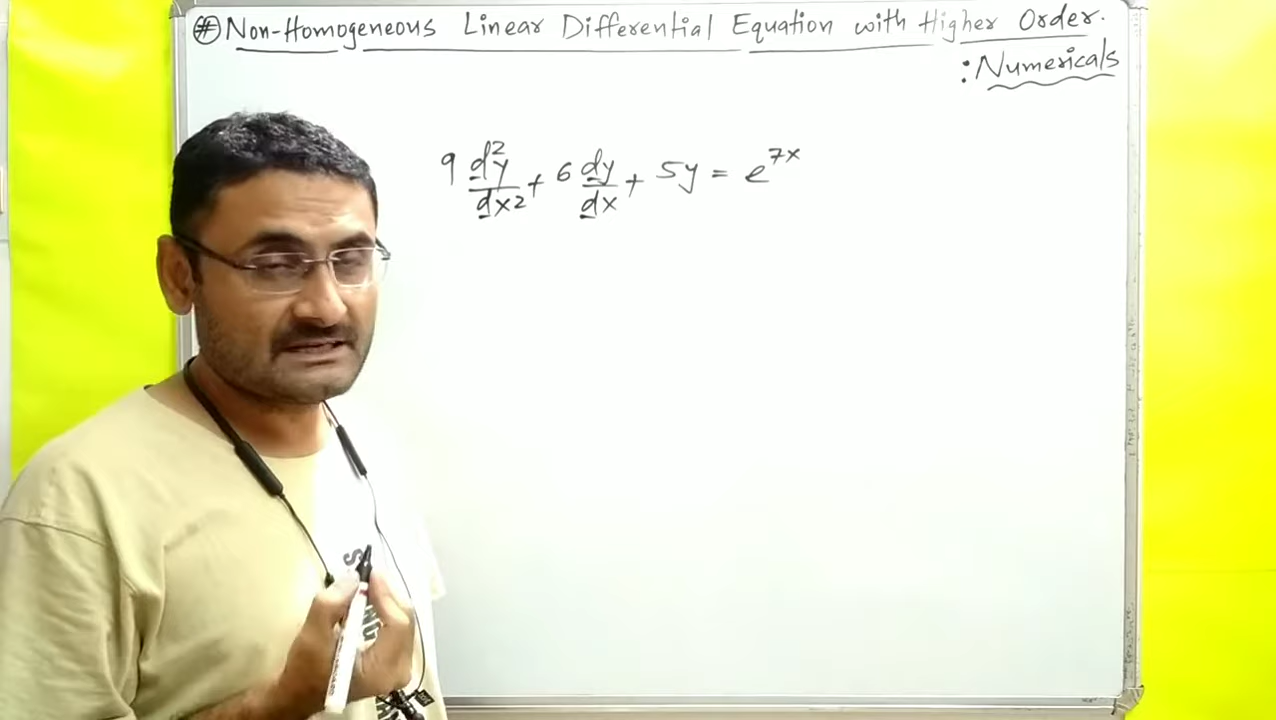 # Non-Homogeneous Linear Differential Equation with Higher Order.
: Numericals
9 d²y/dx² + 6 dy/dx + 5y = e^7x